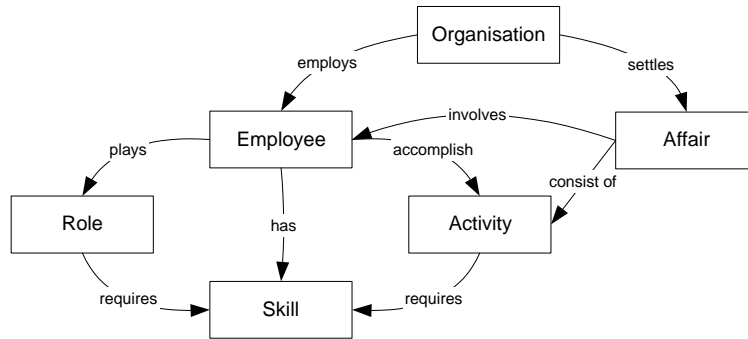 Organisation
employs
settles
involves
Employee
Affair
plays
accomplish
consist of
Role
has
Activity
requires
Skill
requires